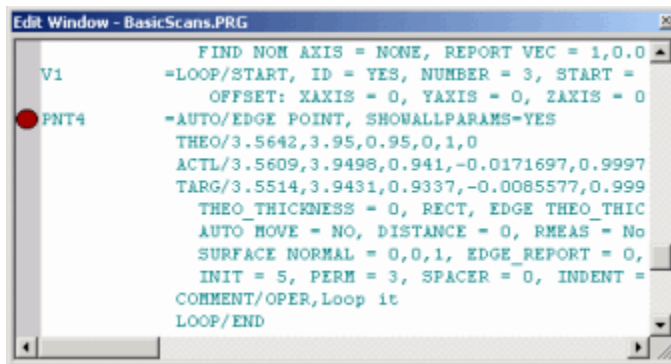 Edit Window - BasicScans.PRG
FIND NOM AXIS = NONE, REPORT VEC = 1,0.0
V1 =LOOP/START, ID = YES, NUMBER = 3, START =
OFFSET: XAXIS = 0, YAXIS = 0, ZAXIS = 0
PNT4 =AUTO/EDGE POINT, SHOWALLPARAMS=YES
THEO/3.5642,3.95,0.95,0,1,0
ACTL/3.5609,3.9498,0.941,-0.0171697,0.9997
TARG/3.5514,3.9431,0.9337,-0.0085577,0.999
THEO_THICKNESS = 0, RECT, EDGE THEO_THIC
AUTO MOVE = NO, DISTANCE = 0, RMEAS = No
SURFACE NORMAL = 0,0,1, EDGE_REPORT = 0,
INIT = 5, PERM = 3, SPACER = 0, INDENT =
COMMENT/OPER,Loop it
LOOP/END